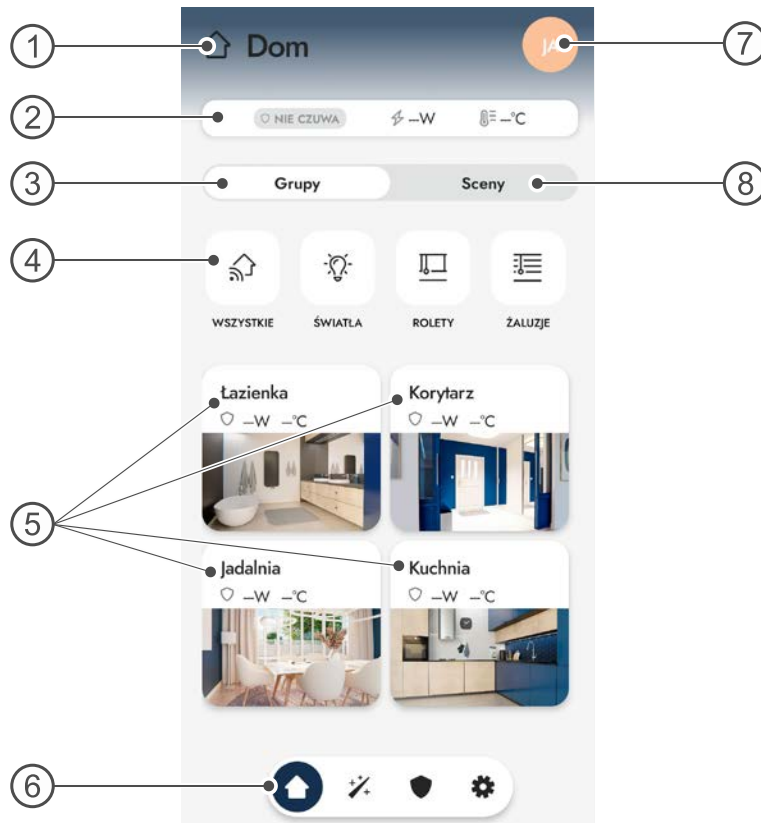 1 Dom JA 7
2 NIE CZUWA –W –°C
3 Grupy Sceny 8
4
WSZYSTKIE ŚWIATŁA ROLETY ŻALUZJE
Łazienka Korytarz
–W –°C –W –°C
5
Jadalnia Kuchnia
–W –°C –W –°C
6